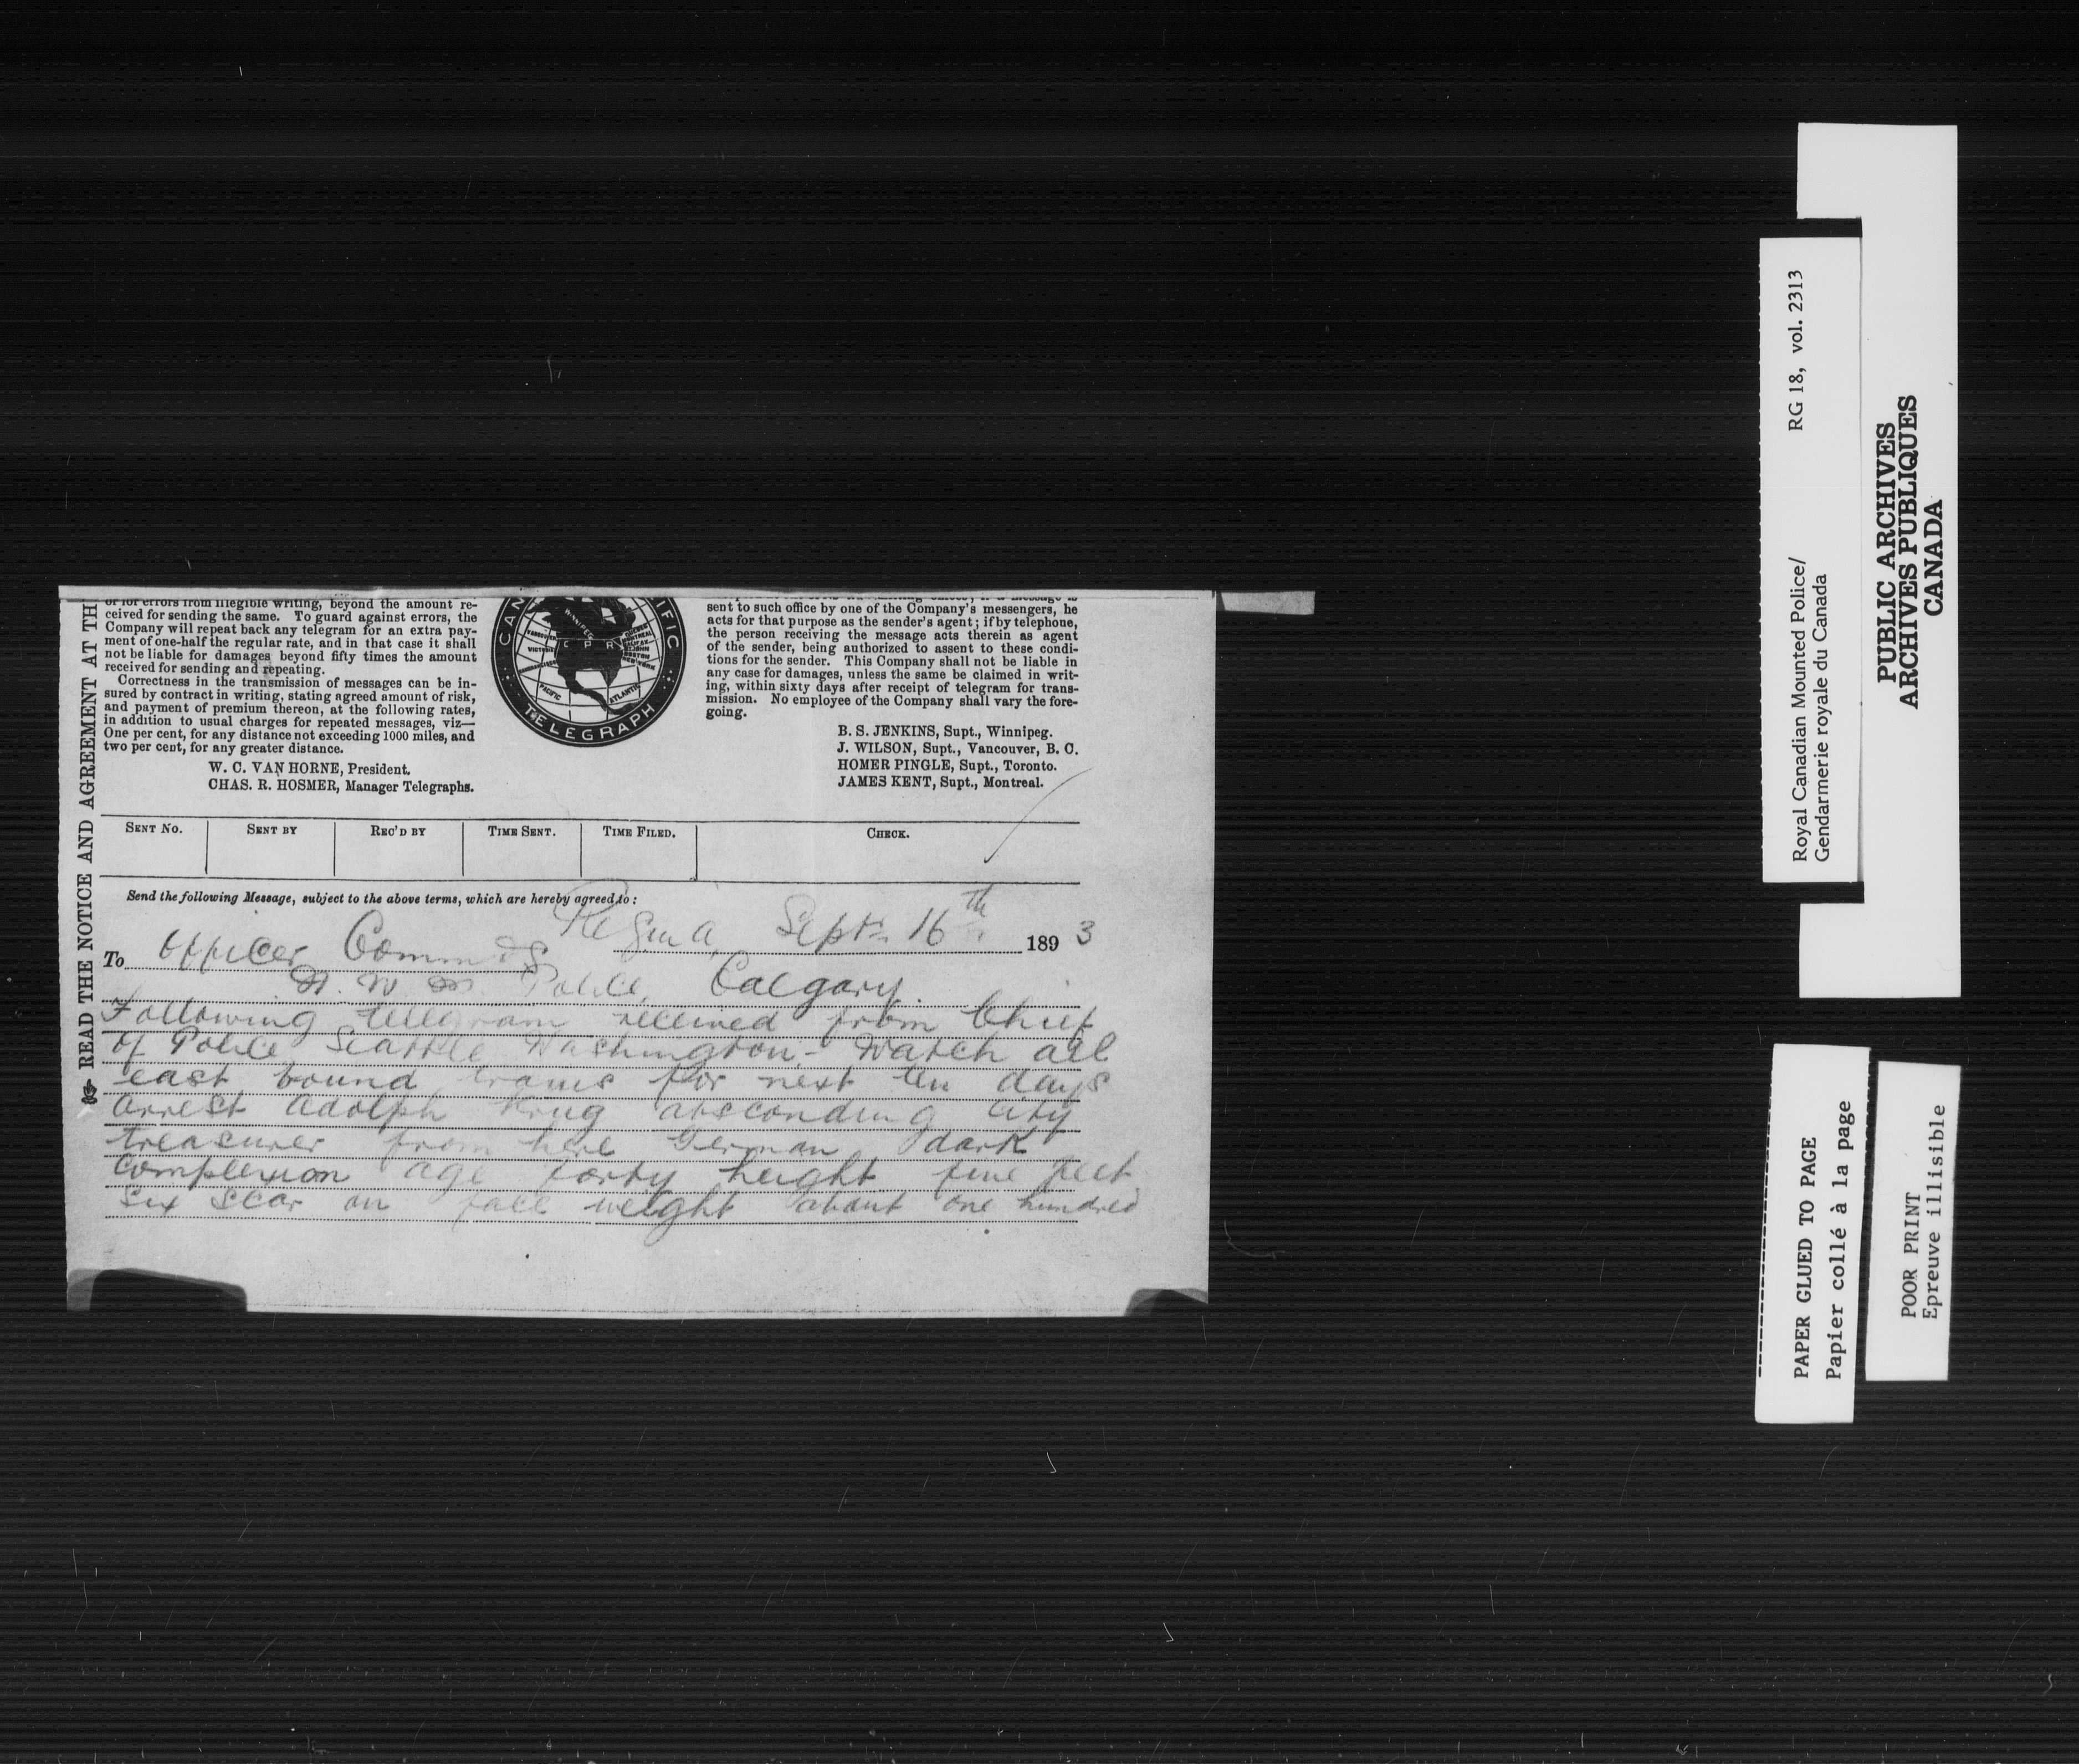 or for errors from illegible writing, beyond the amount re-
ceived for sending the same. To guard against errors, the
Company will repeat back any telegram for an extra pay-
ment of one-half the regular rate, and in that case it shall
not be liable for damages beyond fifty times the amount
received for sending and repeating.
Correctness in the transmission of messages can be in-
sured by contract in writing, stating agreed amount of risk,
and payment of premium thereon, at the following rates,
in addition to usual charges for repeated messages, viz—
One per cent, for any distance not exceeding 1000 miles, and
two per cent, for any greater distance.
W. C. VAN HORNE, President.
CHAS. R. HOSMER, Manager Telegraphs.
TELEGRAPH
C P R
PACIFIC
ATLANTIC
WINNIPEG
sent to such office by one of the Company's messengers, he
acts for that purpose as the sender's agent; if by telephone,
the person receiving the message acts therein as agent
of the sender, being authorized to assent to these condi-
tions for the sender. This Company shall not be liable in
any case for damages, unless the same be claimed in writ-
ing, within sixty days after receipt of telegram for trans-
mission. No employee of the Company shall vary the fore-
going.
B. S. JENKINS, Supt., Winnipeg.
J. WILSON, Supt., Vancouver, B. C.
HOMER PINGLE, Supt., Toronto.
JAMES KENT, Supt., Montreal.
READ THE NOTICE AND AGREEMENT AT TH
SENT NO. SENT BY REC'D BY TIME SENT. TIME FILED. CHECK.
Send the following Message, subject to the above terms, which are hereby agreed to:
Regina Sept. 16th 1893
To Officer Commdg
N. W. M. Police, Calgary.
Following telegram received from Chief
of Police Seattle Washington - Watch all
east bound trains for next ten days
arrest Adolph Krug absconding City
treasurer from here German dark
complexion age forty height five feet
six scar on face weight about one hundred
Royal Canadian Mounted Police/ RG 18, vol. 2313
Gendarmerie royale du Canada
PUBLIC ARCHIVES
ARCHIVES PUBLIQUES
CANADA
PAPER GLUED TO PAGE
Papier collé à la page
POOR PRINT
Epreuve illisible